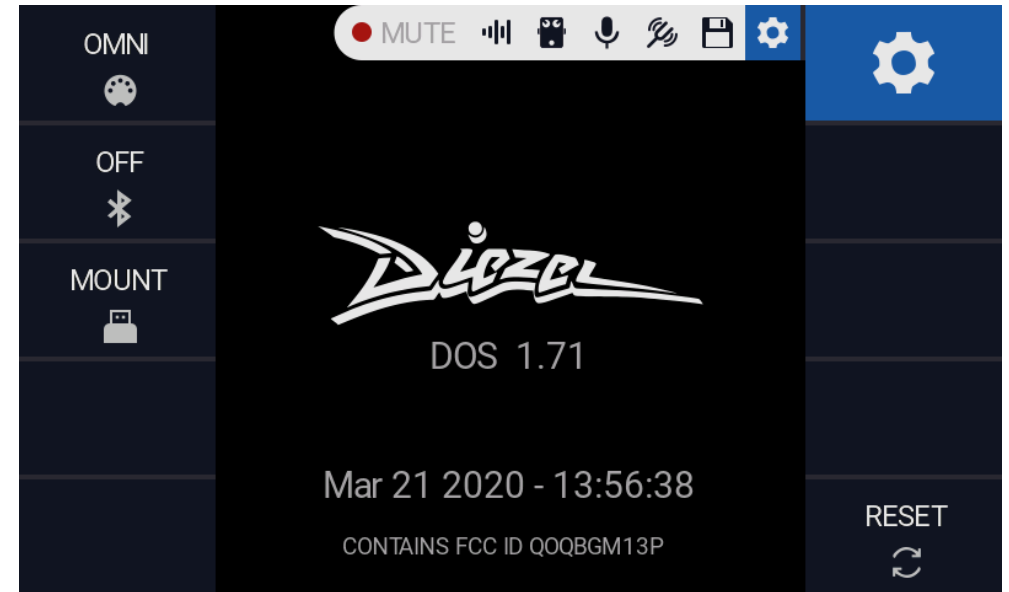 OMNI
OFF
MOUNT
MUTE
Diezel
DOS 1.71
Mar 21 2020 - 13:56:38
CONTAINS FCC ID QOQBGM13P
RESET